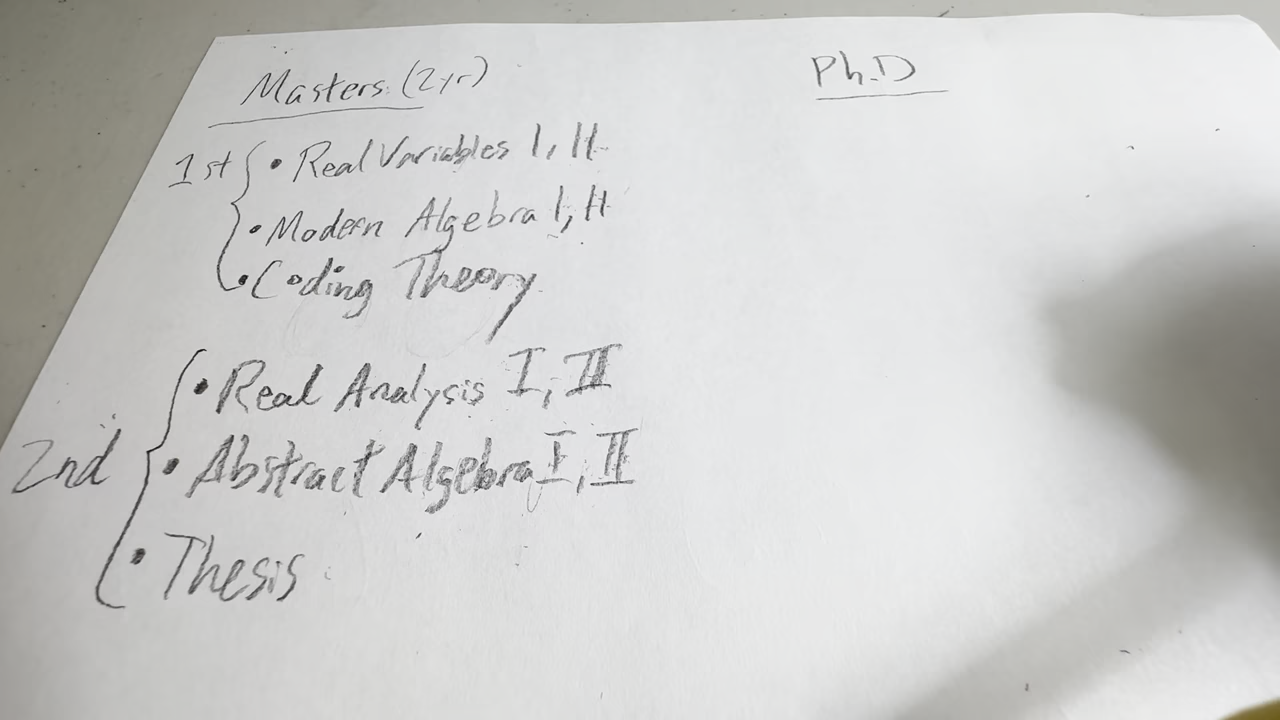 Masters (2yr)
Ph.D
1st
• Real Variables I, II
• Modern Algebra I, II
• Coding Theory
2nd
• Real Analysis I, II
• Abstract Algebra I, II
• Thesis